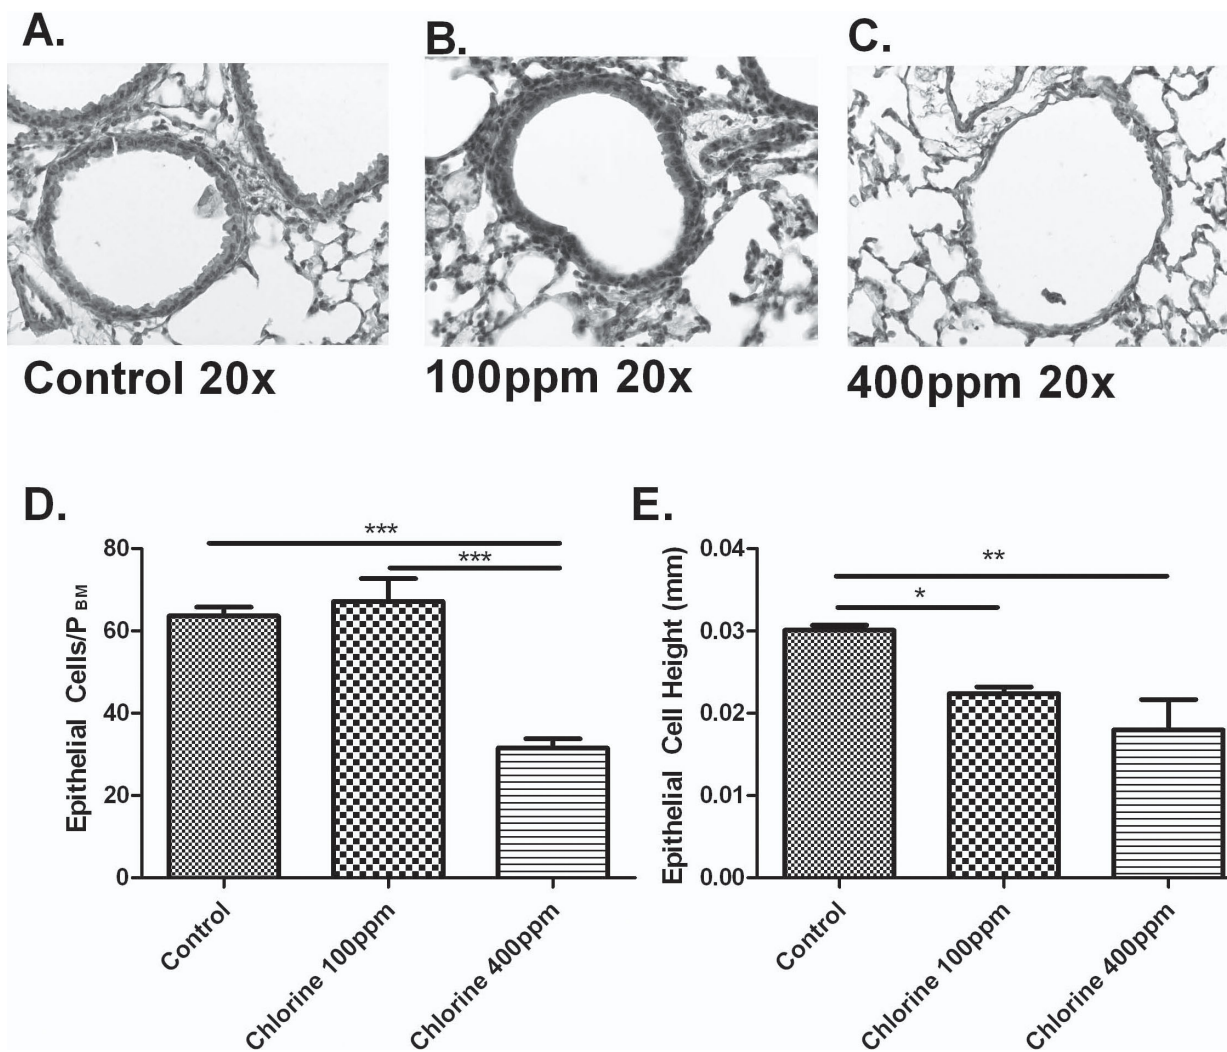 A.
B.
C.
Control 20x
100ppm 20x
400ppm 20x
D.
***
***
Epithelial Cells/P BM
80
60
40
20
0
Control
Chlorine 100ppm
Chlorine 400ppm
E.
**
*
Epithelial Cell Height (mm)
0.04
0.03
0.02
0.01
0.00
Control
Chlorine 100ppm
Chlorine 400ppm